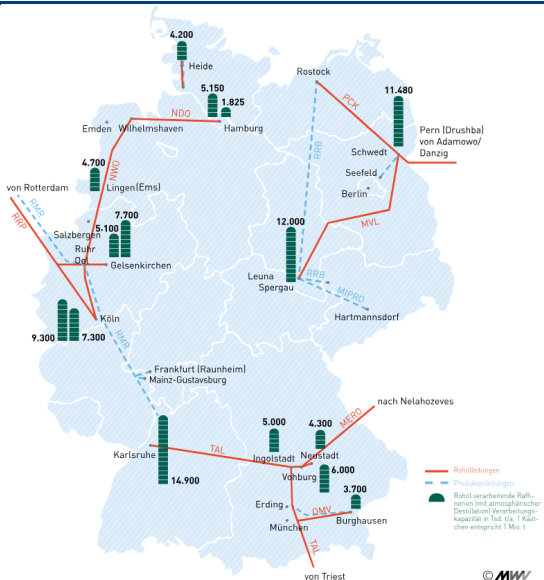 4.200
Heide
Rostock
11.480
5.150
1.825
PCK
NDO
Emden
Wilhelmshaven
Hamburg
Pern (Drushba)
von Adamowo/
Danzig
RRB
Schwedt
4.700
NWO
Seefeld
Berlin
von Rotterdam
Lingen (Ems)
RMR
RRP
7.700
12.000
MVL
5.100
Salzbergen
Ruhr
Oel
Gelsenkirchen
Leuna
Spergau
RRB
MIPRO
Hartmannsdorf
Köln
9.300
7.300
RMR
Frankfurt (Raunheim)
Mainz-Gustavsburg
nach Nelahozeves
5.000
4.300
MERO
Karlsruhe
TAL
Ingolstadt
Neustadt
Vohburg
6.000
14.900
3.700
Erding
OMV
Burghausen
München
TAL
von Triest
Rohölleitungen
Produktenleitungen
Rohöl verarbeitende Raffi-
nerien (mit atmosphärischer
Destillation) Verarbeitungs-
kapazität in Tsd. t/a; 1 Käst-
chen entspricht 1 Mio. t
© MWV